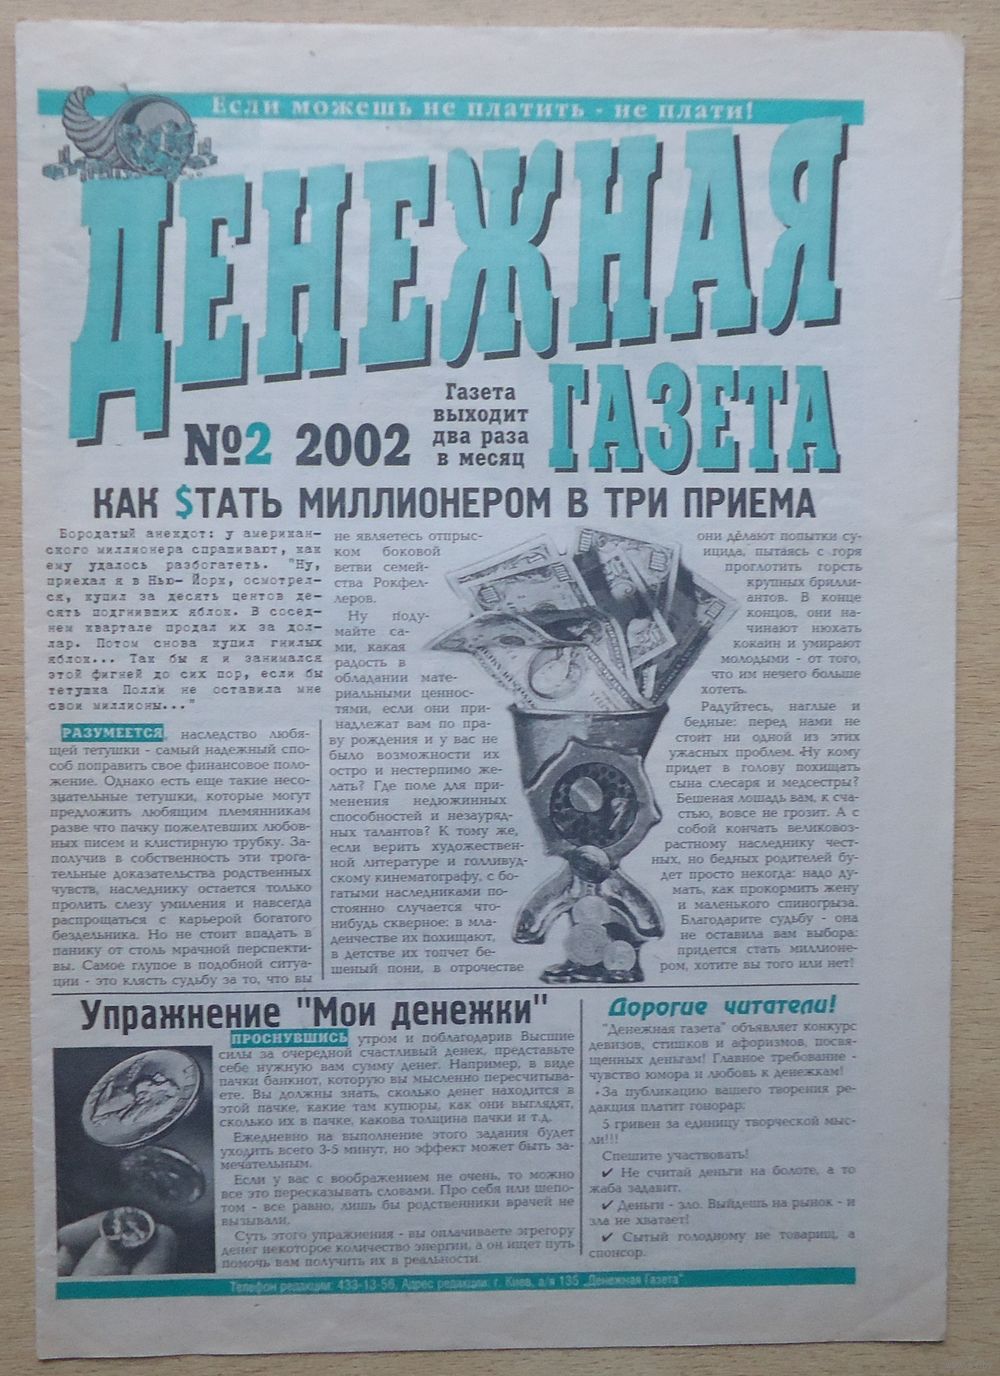 Если можешь не платить - не плати!
ДЕНЕЖНАЯ
ГАЗЕТА
№2 2002
Газета
выходит
два раза
в месяц
КАК $ТАТЬ МИЛЛИОНЕРОМ В ТРИ ПРИЕМА
Бородатый анекдот: у американ-
ского миллионера спрашивают, как
ему удалось разбогатеть. "Ну,
приехал я в Нью- Йорк, осмотрел-
ся, купил за десять центов де-
сять подгнивших яблок. В сосед-
нем квартале продал их за дол-
лар. Потом снова купил гнилых
яблок... Так бы я и занимался
этой фигней до сих пор, если бы
тетушка Полли не оставила мне
свои миллионы..."
РАЗУМЕЕТСЯ, наследство любя-
щей тетушки - самый надежный спо-
соб поправить свое финансовое поло-
жение. Однако есть еще такие несо-
знательные тетушки, которые могут
предложить любящим племянникам
разве что пачку пожелтевших любов-
ных писем и клистирную трубку. За-
получив в собственность эти трога-
тельные доказательства родственных
чувств, наследнику остается только
пролить слезу умиления и навсегда
распрощаться с карьерой богатого
бездельника. Но не стоит впадать в
панику от столь мрачной перспекти-
вы. Самое глупое в подобной ситуа-
ции - это клясть судьбу за то, что вы
не являетесь отпрыс-
ком боковой
ветви семей-
ства Рокфел-
леров.
Ну поду-
майте са-
ми, какая
радость в
обладании мате-
риальными ценнос-
тями, если они при-
надлежат вам по пра-
ву рождения и у вас не
было возможности их
остро и нестерпимо же-
лать? Где поле для при-
менения недюжинных
способностей и незауряд-
ных талантов? К тому же,
если верить художествен-
ной литературе и голливуд-
скому кинематографу, с бо-
гатыми наследниками по-
стоянно случается что-
нибудь скверное: в мла-
денчестве их похищают,
в детстве их топчет бе-
шеный пони, в отрочестве
они делают попытки су-
ицида, пытаясь с горя
проглотить горсть
крупных брилли-
антов. В конце
концов, они на-
чинают нюхать
кокаин и умирают
молодыми - от того,
что им нечего больше
хотеть.
Радуйтесь, наглые и
бедные: перед нами не
стоит ни одной из этих
ужасных проблем. Ну кому
придет в голову похищать
сына слесаря и медсестры?
Бешеная лошадь вам, к сча-
стью, вовсе не грозит. А с
собой кончать великовоз-
растному наследнику чест-
ных, но бедных родителей бу-
дет просто некогда: надо ду-
мать, как прокормить жену
и маленького спиногрыза.
Благодарите судьбу - она
не оставила вам выбора:
придется стать миллионе-
ром, хотите вы того или нет!
Упражнение "Мои денежки"
ПРОСНУВШИСЬ утром и поблагодарив Высшие
силы за очередной счастливый денек, представьте
себе нужную вам сумму денег. Например, в виде
пачки банкнот, которую вы мысленно пересчитывае-
те. Вы должны знать, сколько денег находится в
этой пачке, какие там купюры, как они выглядят,
сколько их в пачке, какова толщина пачки и т.д.
Ежедневно на выполнение этого задания будет
уходить всего 3-5 минут, но эффект может быть за-
мечательным.
Если у вас с воображением не очень, то можно
все это пересказывать словами. Про себя или шепо-
том - все равно, лишь бы родственники врачей не
вызывали.
Суть этого упражнения - вы оплачиваете эгрегору
денег некоторое количество энергии, а он ищет путь
помочь вам получить их в реальности.
Дорогие читатели!
"Денежная газета" объявляет конкурс
девизов, стишков и афоризмов, посвя-
щенных деньгам! Главное требование -
чувство юмора и любовь к денежкам!
За публикацию вашего творения ре-
дакция платит гонорар:
5 гривен за единицу творческой мыс-
ли!!!
Спешите участвовать!
✓ Не считай деньги на болоте, а то
жаба задавит.
✓ Деньги - зло. Выйдешь на рынок - и
зла не хватает!
✓ Сытый голодному не товарищ, а
спонсор.
Телефон редакции: 433-13-56, Адрес редакции: г. Киев, а/я 135 „Денежная Газета"